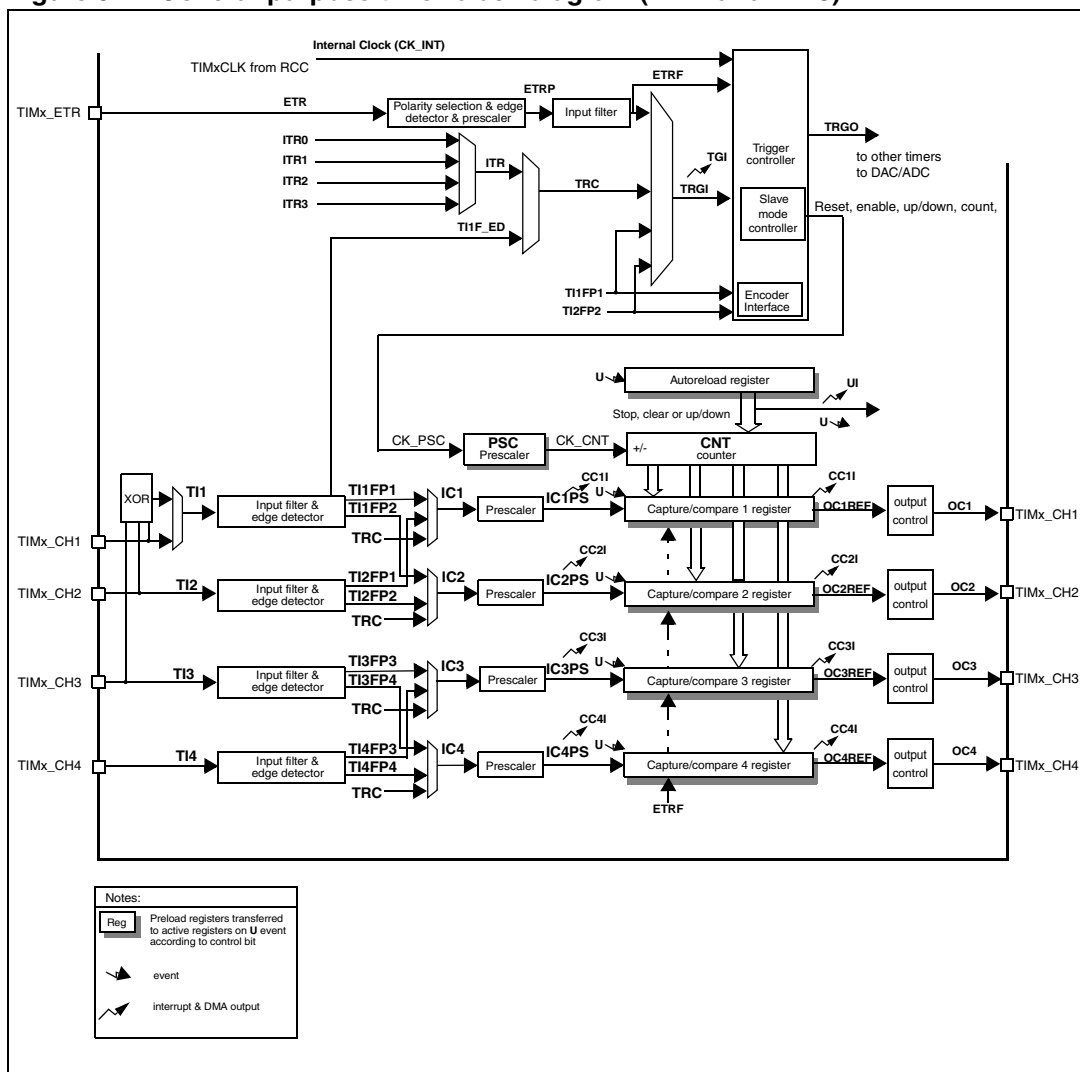 Internal Clock (CK_INT)
TIMxCLK from RCC
ETRF
TIMx_ETR
ETR
Polarity selection & edge
detector & prescaler
ETRP
Input filter
Trigger
controller
TRGO
to other timers
to DAC/ADC
ITR0
ITR1
ITR2
ITR3
ITR
TRC
TGI
TRGI
TI1F_ED
Slave
mode
controller
Reset, enable, up/down, count,
TI1FP1
TI2FP2
Encoder
Interface
U
Autoreload register
UI
Stop, clear or up/down
U
CK_PSC
PSC
Prescaler
CK_CNT
+/-
CNT
counter
XOR
TI1
Input filter &
edge detector
TI1FP1
TI1FP2
TRC
IC1
Prescaler
IC1PS
CC1I
U
Capture/compare 1 register
CC1I
OC1REF
output
control
OC1
TIMx_CH1
TIMx_CH1
TIMx_CH2
TI2
Input filter &
edge detector
TI2FP1
TI2FP2
TRC
IC2
Prescaler
IC2PS
CC2I
U
Capture/compare 2 register
CC2I
OC2REF
output
control
OC2
TIMx_CH2
TIMx_CH3
TI3
Input filter &
edge detector
TI3FP3
TI3FP4
TRC
IC3
Prescaler
IC3PS
CC3I
U
Capture/compare 3 register
CC3I
OC3REF
output
control
OC3
TIMx_CH3
TIMx_CH4
TI4
Input filter &
edge detector
TI4FP3
TI4FP4
TRC
IC4
Prescaler
IC4PS
CC4I
U
Capture/compare 4 register
CC4I
OC4REF
output
control
OC4
TIMx_CH4
ETRF
Notes:
Reg
Preload registers transferred
to active registers on U event
according to control bit
event
interrupt & DMA output